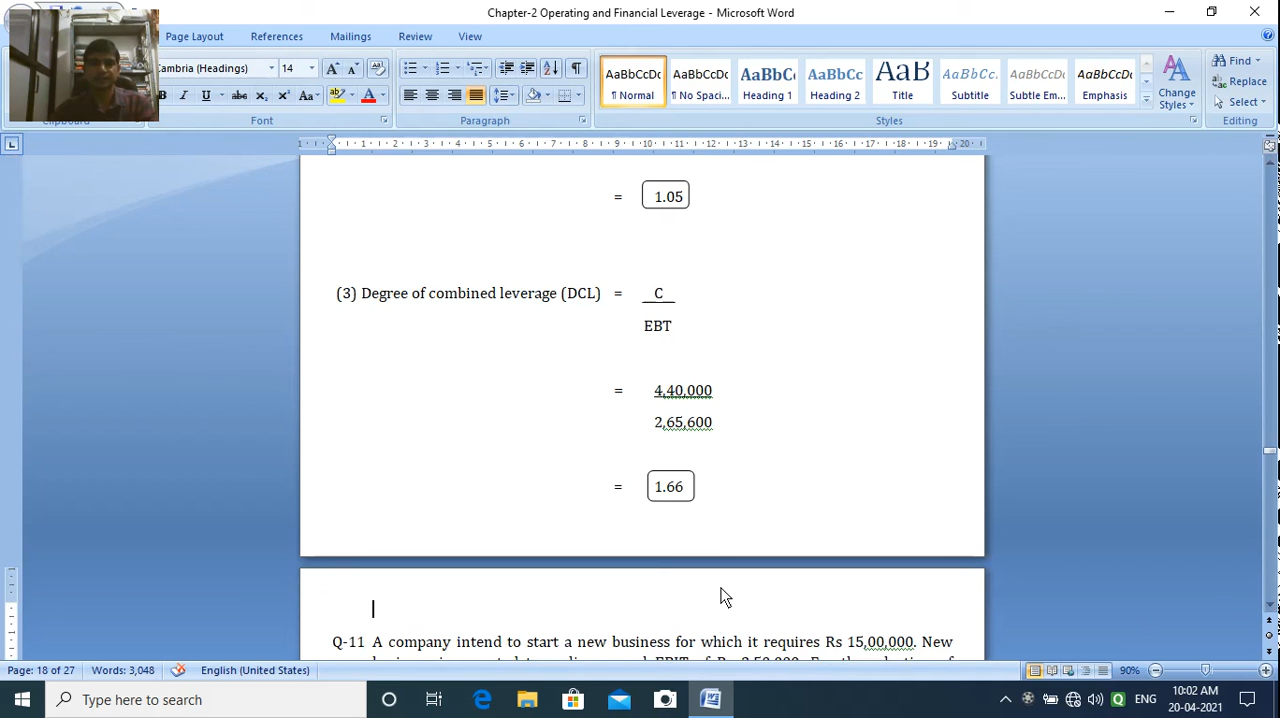 Chapter-2 Operating and Financial Leverage - Microsoft Word
Page Layout References Mailings Review View
Cambria (Headings) 14
AaBbCcDc AaBbCcDc AaBbC AaBbCc AaB AaBbCc. AaBbCcDc AaBbCcDc
¶ Normal ¶ No Spaci... Heading 1 Heading 2 Title Subtitle Subtle Em... Emphasis
Change Styles
Find
Replace
Select
Clipboard Font Paragraph Styles Editing
= 1.05
(3) Degree of combined leverage (DCL) = C
EBT
= 4,40,000
2,65,600
= 1.66
Q-11 A company intend to start a new business for which it requires Rs 15,00,000. New
Page: 18 of 27 Words: 3,048 English (United States) 90%
Type here to search
ENG
10:02 AM
20-04-2021